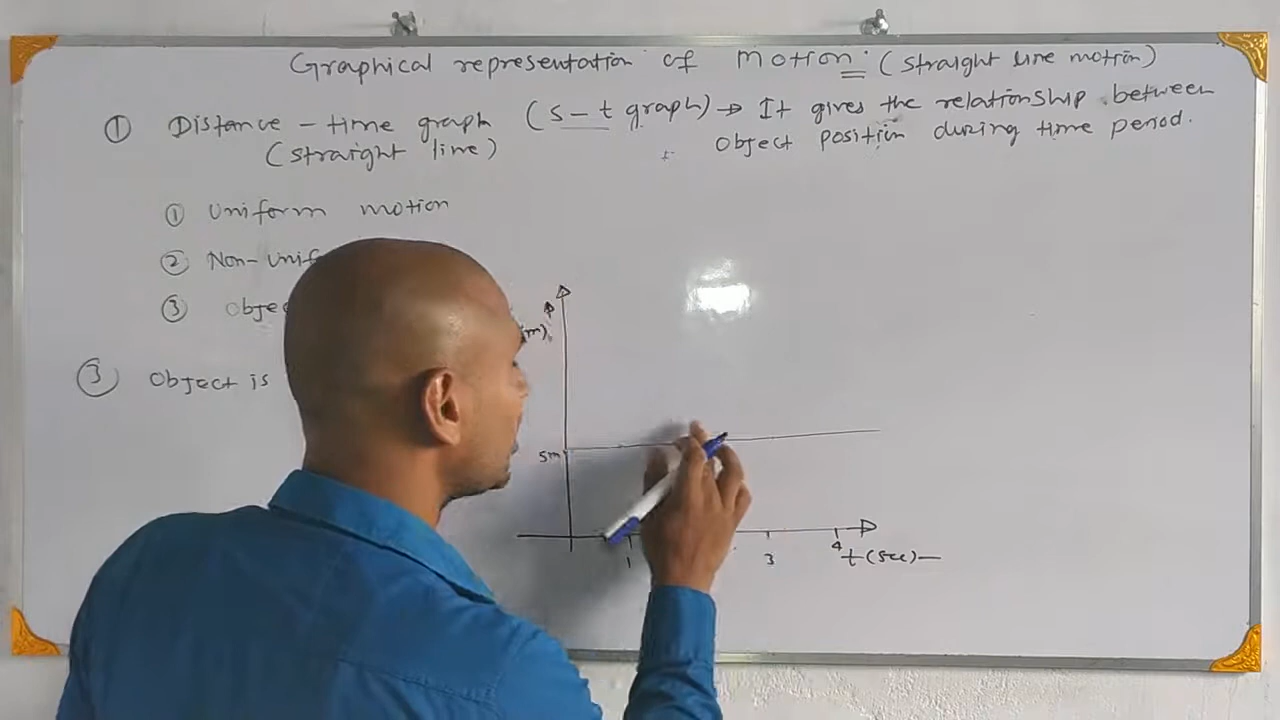 Graphical representation of motion: (straight line motion)
① Distance - time graph (s - t graph) → It gives the relationship between
(straight line) object position during time period.
① Uniform motion
② Non-Unif
③ Obje
③ Object is
(m)
5m
1 3 4
t (sec)